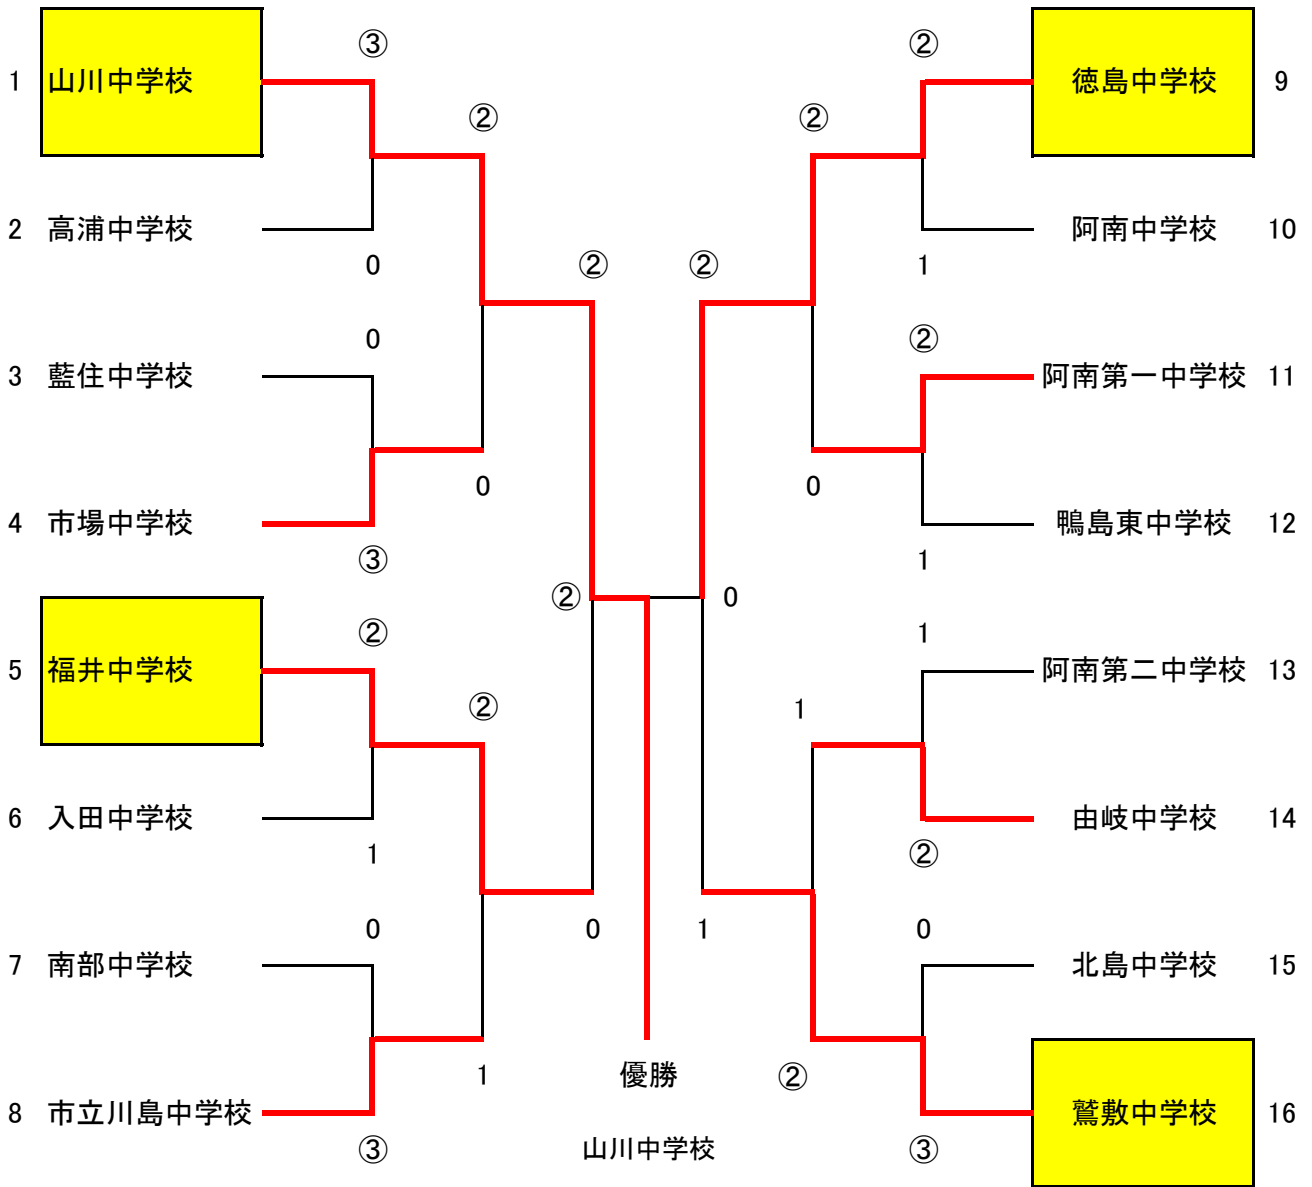 ③ ②
1 山川中学校 徳島中学校 9
② ②
2 高浦中学校 阿南中学校 10
0 ② ② 1
0 ②
3 藍住中学校 阿南第一中学校 11
0 0
4 市場中学校 鴨島東中学校 12
③ 1
② 0
② 1
5 福井中学校 阿南第二中学校 13
② 1
6 入田中学校 由岐中学校 14
1 ②
0 0 1 0
7 南部中学校 北島中学校 15
1 優勝 ②
8 市立川島中学校 鷲敷中学校 16
③ 山川中学校 ③